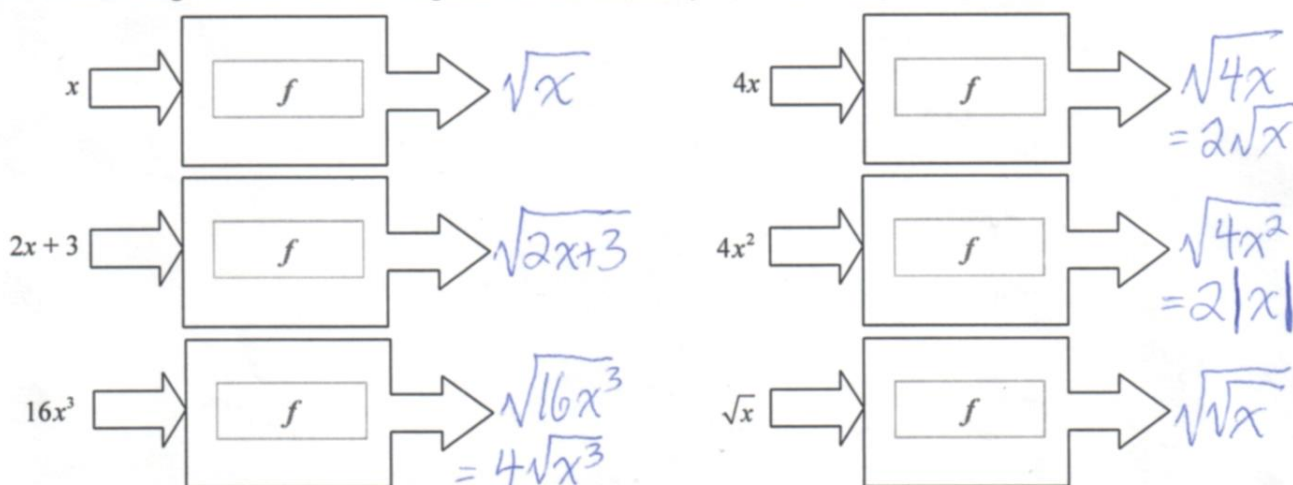 x f √x
4x f √4x
= 2√x
2x + 3 f √2x+3
4x² f √4x²
= 2|x|
16x³ f √16x³
= 4√x³
√x f √√x